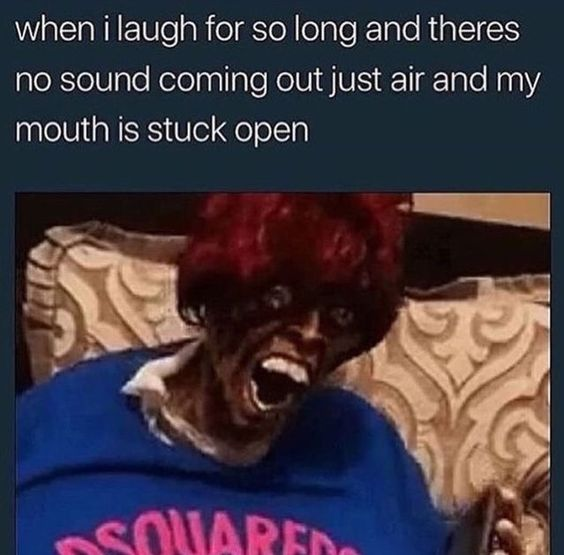 when i laugh for so long and theres
no sound coming out just air and my
mouth is stuck open
DSQUARED